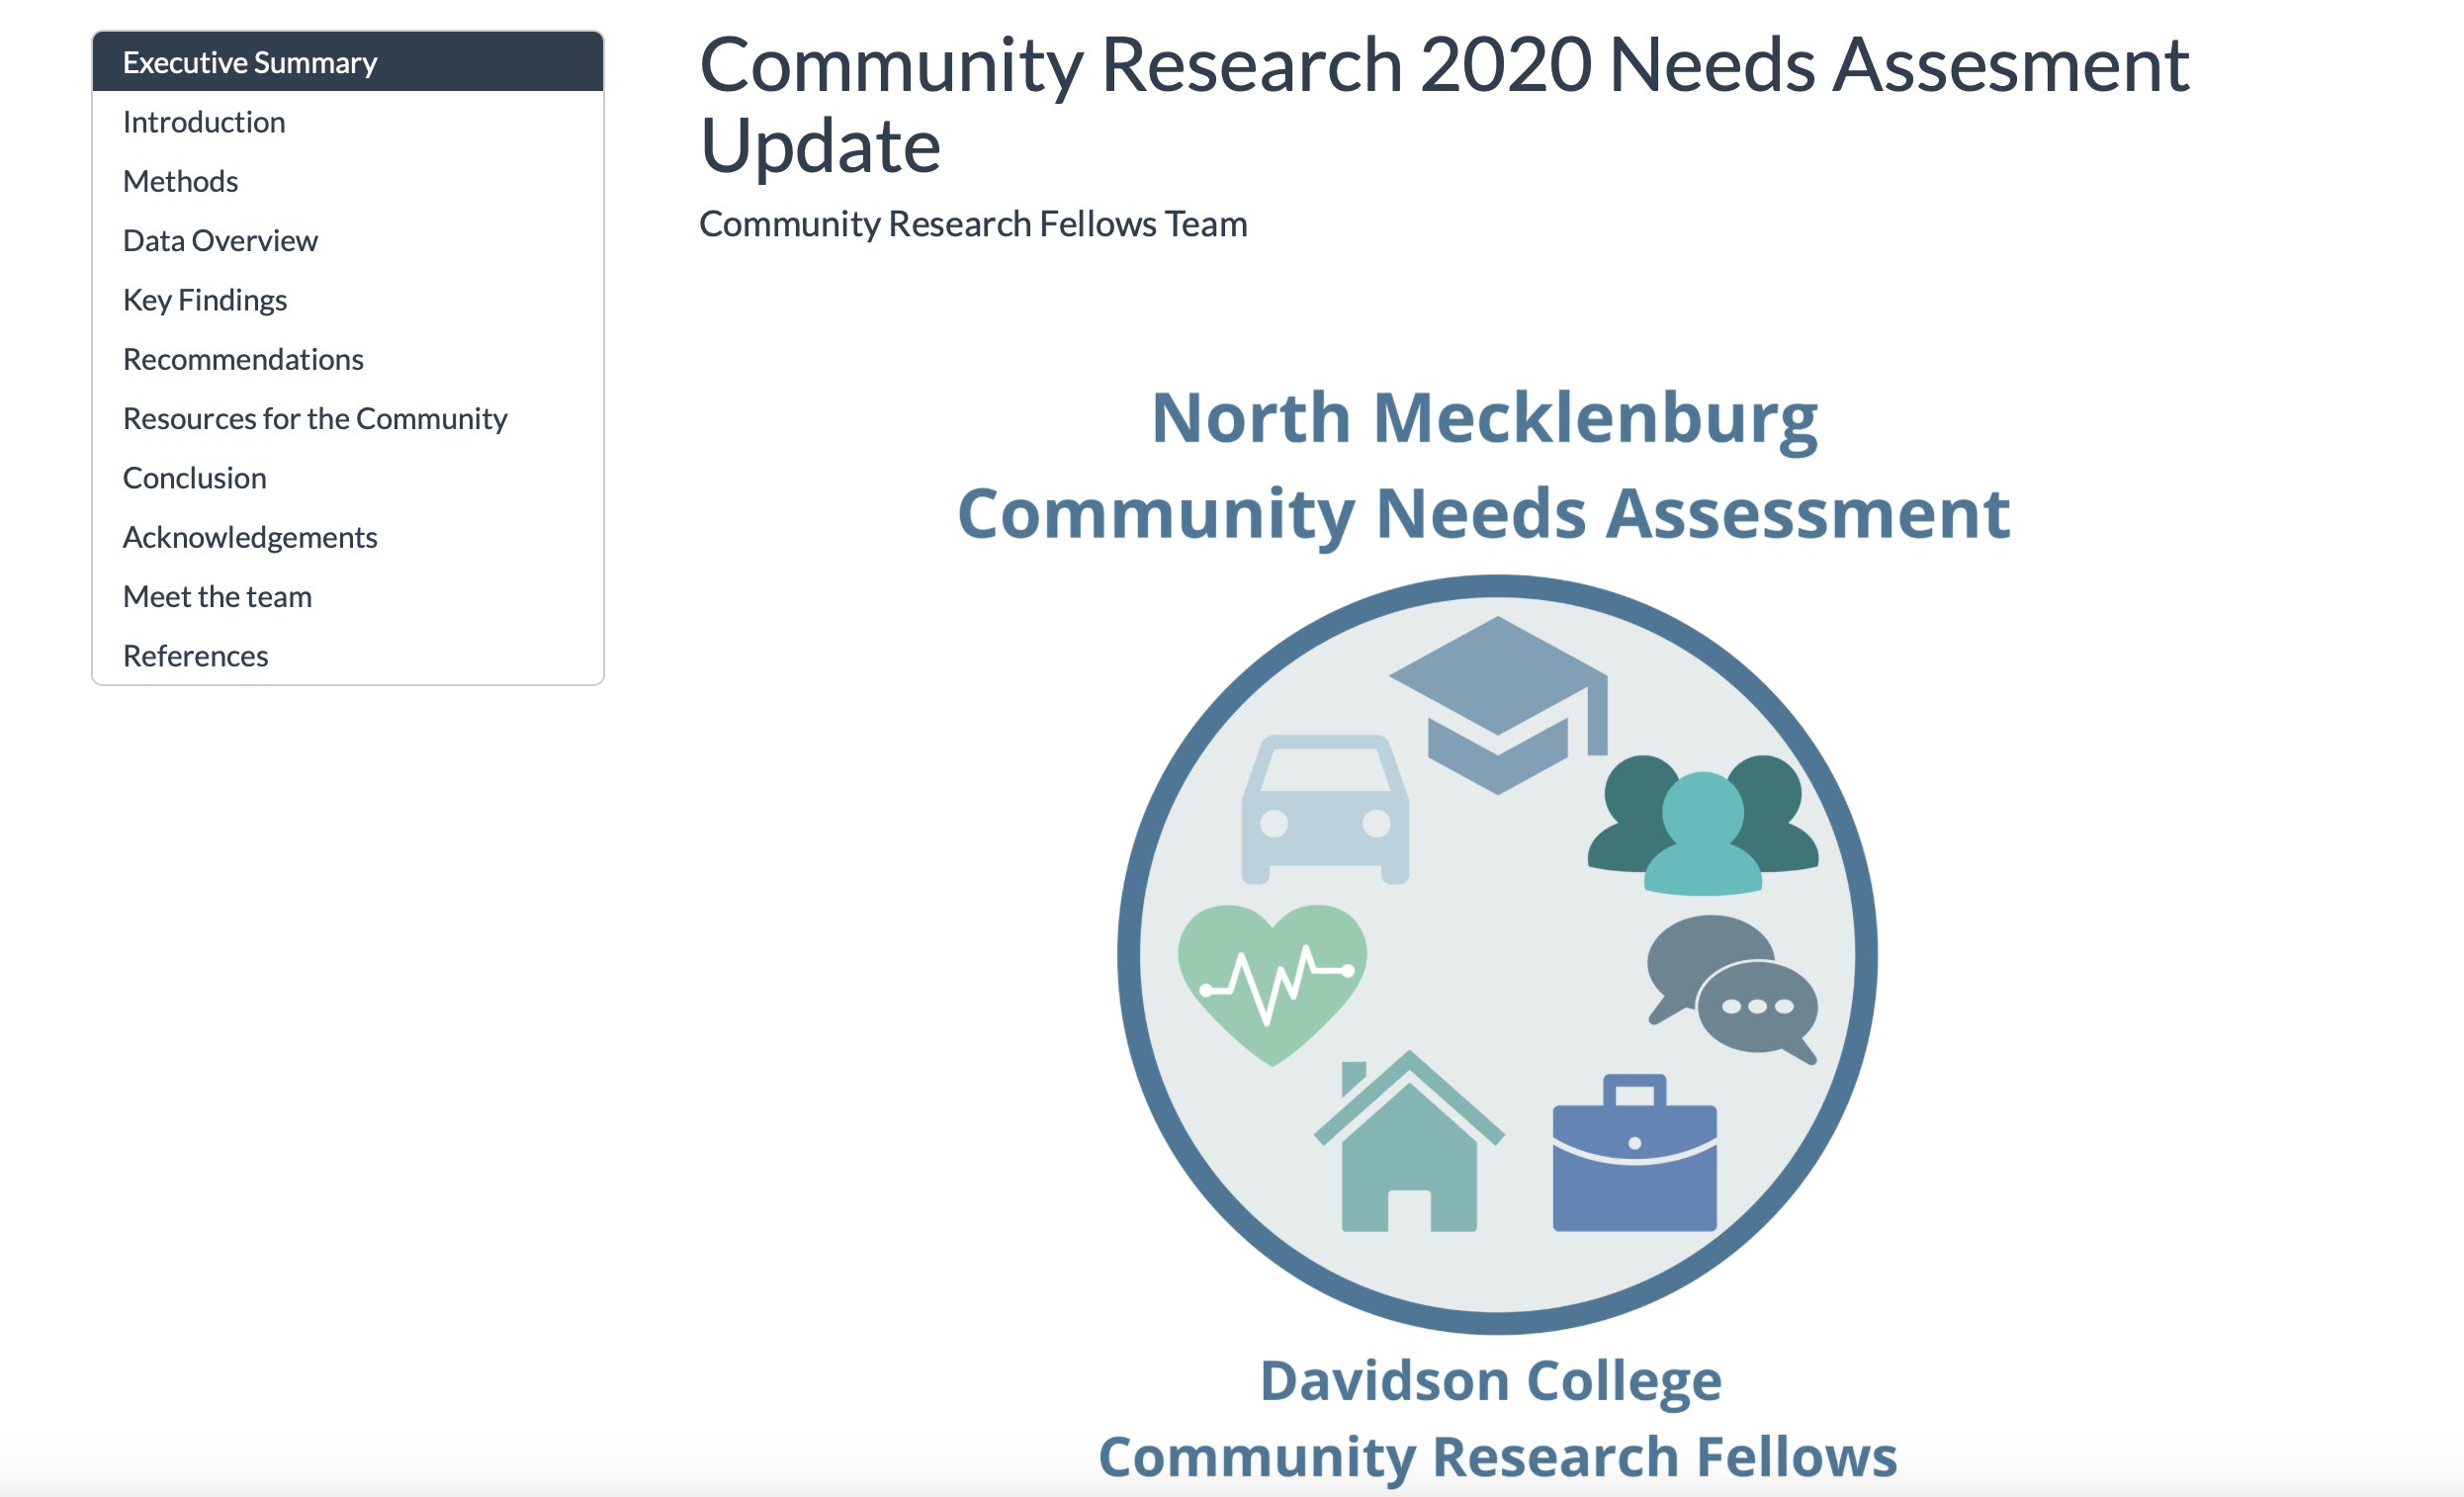 Executive Summary
Introduction
Methods
Data Overview
Key Findings
Recommendations
Resources for the Community
Conclusion
Acknowledgements
Meet the team
References
Community Research 2020 Needs Assesment
Update
Community Research Fellows Team
North Mecklenburg
Community Needs Assessment
Davidson College
Community Research Fellows